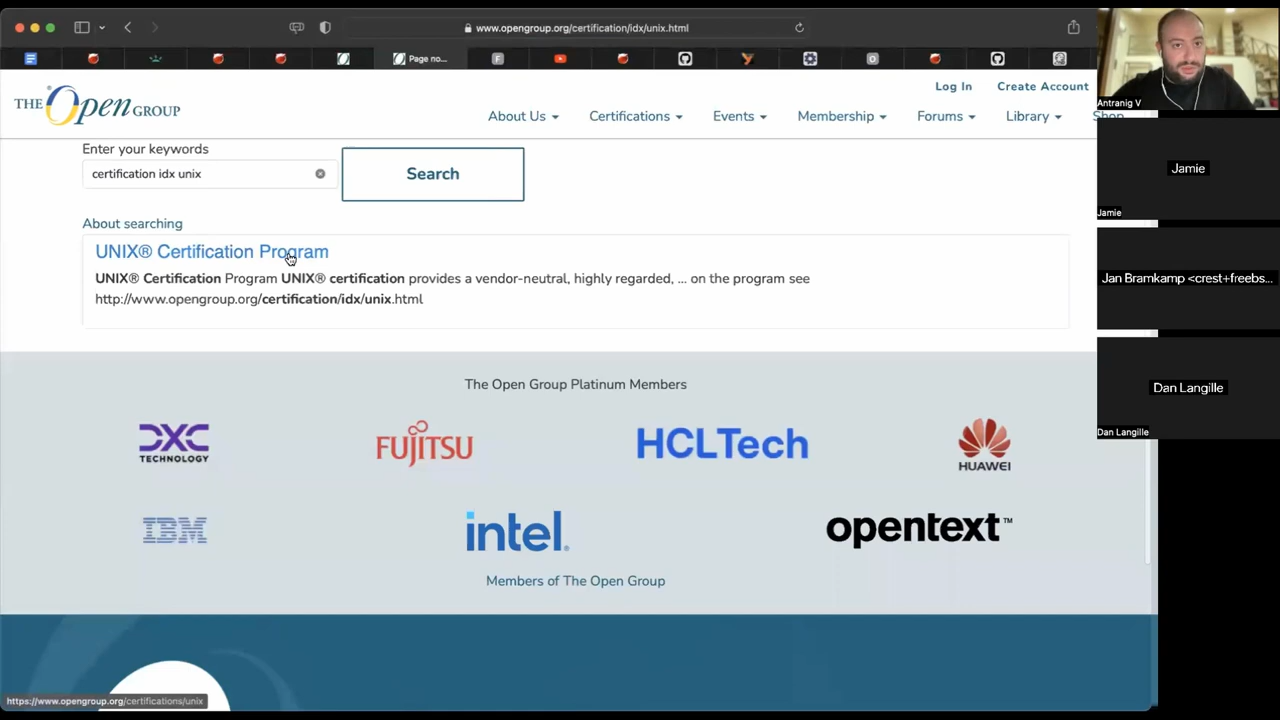 www.opengroup.org/certification/idx/unix.html
Page no...
THE Open GROUP
Log In
Create Account
About Us
Certifications
Events
Membership
Forums
Library
Shop
Enter your keywords
certification idx unix
Search
About searching
UNIX® Certification Program
UNIX® Certification Program UNIX® certification provides a vendor-neutral, highly regarded, ... on the program see
http://www.opengroup.org/certification/idx/unix.html
The Open Group Platinum Members
DXC TECHNOLOGY
FUJITSU
HCLTech
HUAWEI
IBM
intel.
opentext™
Members of The Open Group
https://www.opengroup.org/certifications/unix
Antranig V
Jamie
Jamie
Jan Bramkamp <crest+freebs...
Dan Langille
Dan Langille